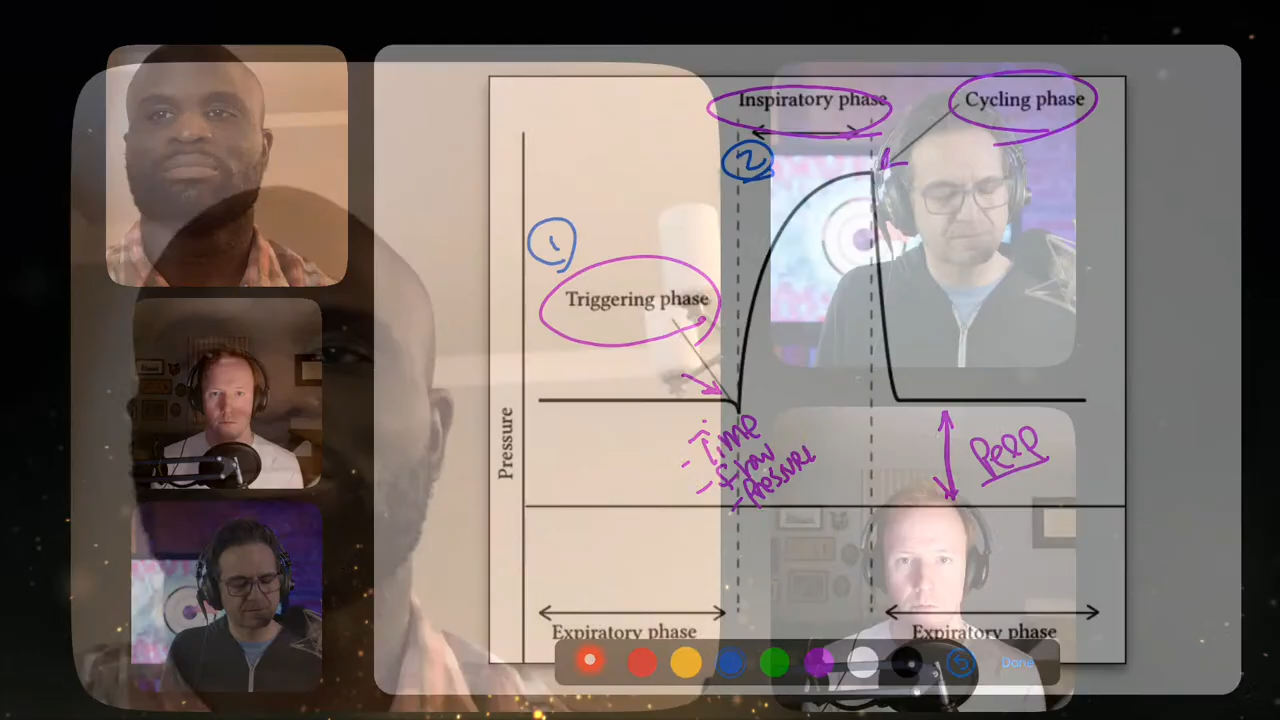 Inspiratory phase
Cycling phase
2
1
Triggering phase
Pressure
- Time
- flow
- Pressure
Peep
Expiratory phase
Expiratory phase
Done